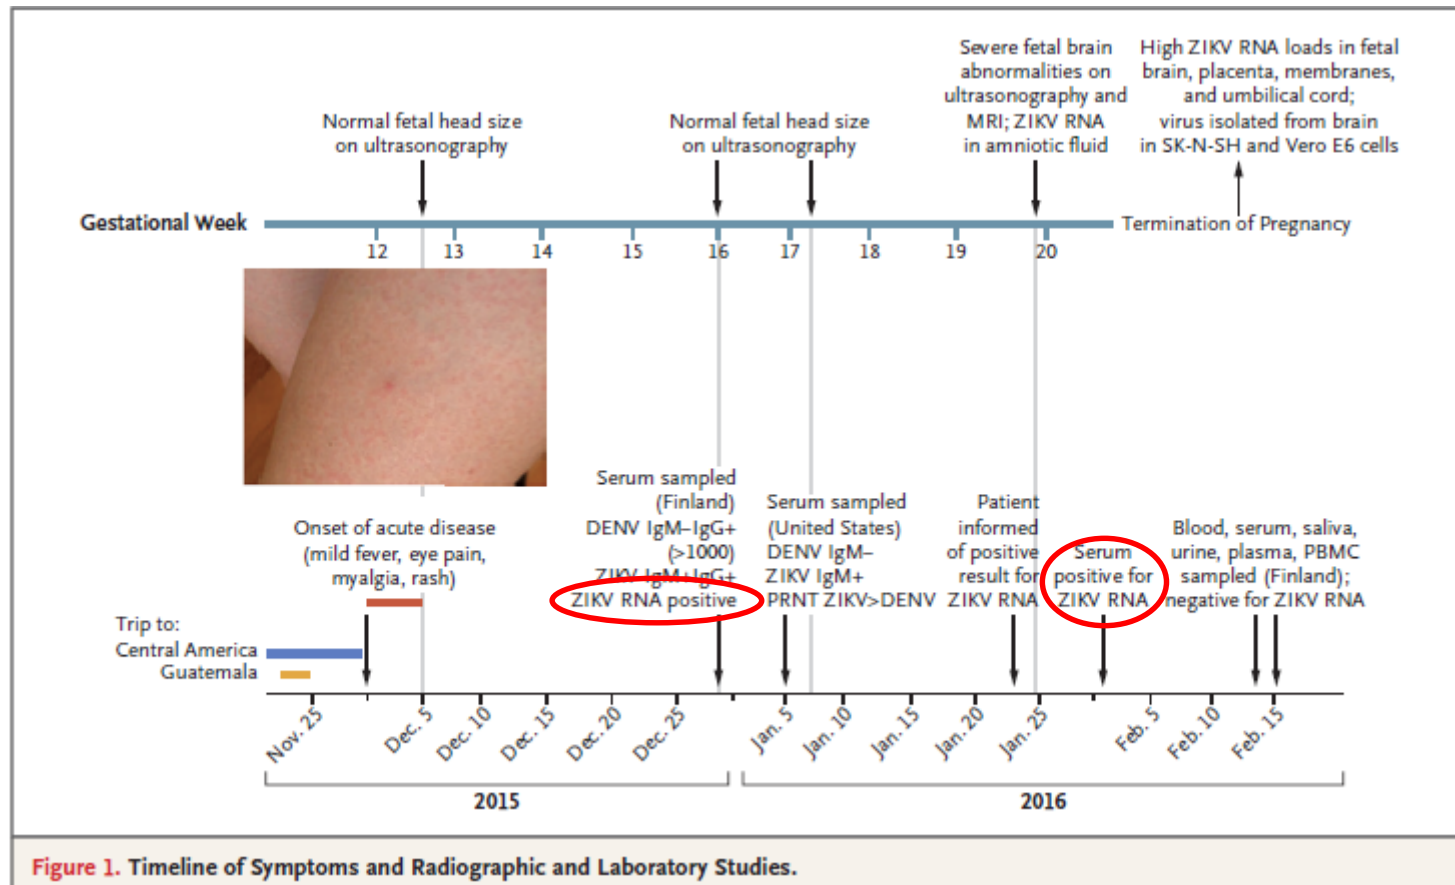 Normal fetal head size
on ultrasonography
Normal fetal head size
on ultrasonography
Severe fetal brain
abnormalities on
ultrasonography and
MRI; ZIKV RNA
in amniotic fluid
High ZIKV RNA loads in fetal
brain, placenta, membranes,
and umbilical cord;
virus isolated from brain
in SK-N-SH and Vero E6 cells
Gestational Week
Termination of Pregnancy
12 13 14 15 16 17 18 19 20
Onset of acute disease
(mild fever, eye pain,
myalgia, rash)
Serum sampled
(Finland)
DENV IgM–IgG+
(>1000)
ZIKV IgM+IgG+
ZIKV RNA positive
Serum sampled
(United States)
DENV IgM–
ZIKV IgM+
PRNT ZIKV>DENV
Patient
informed
of positive
result for
ZIKV RNA
Serum
positive for
ZIKV RNA
Blood, serum, saliva,
urine, plasma, PBMC
sampled (Finland);
negative for ZIKV RNA
Trip to:
Central America
Guatemala
Nov. 25 Dec. 5 Dec. 10 Dec. 15 Dec. 20 Dec. 25 Jan. 5 Jan. 10 Jan. 15 Jan. 20 Jan. 25 Feb. 5 Feb. 10 Feb. 15
2015 2016
Figure 1. Timeline of Symptoms and Radiographic and Laboratory Studies.